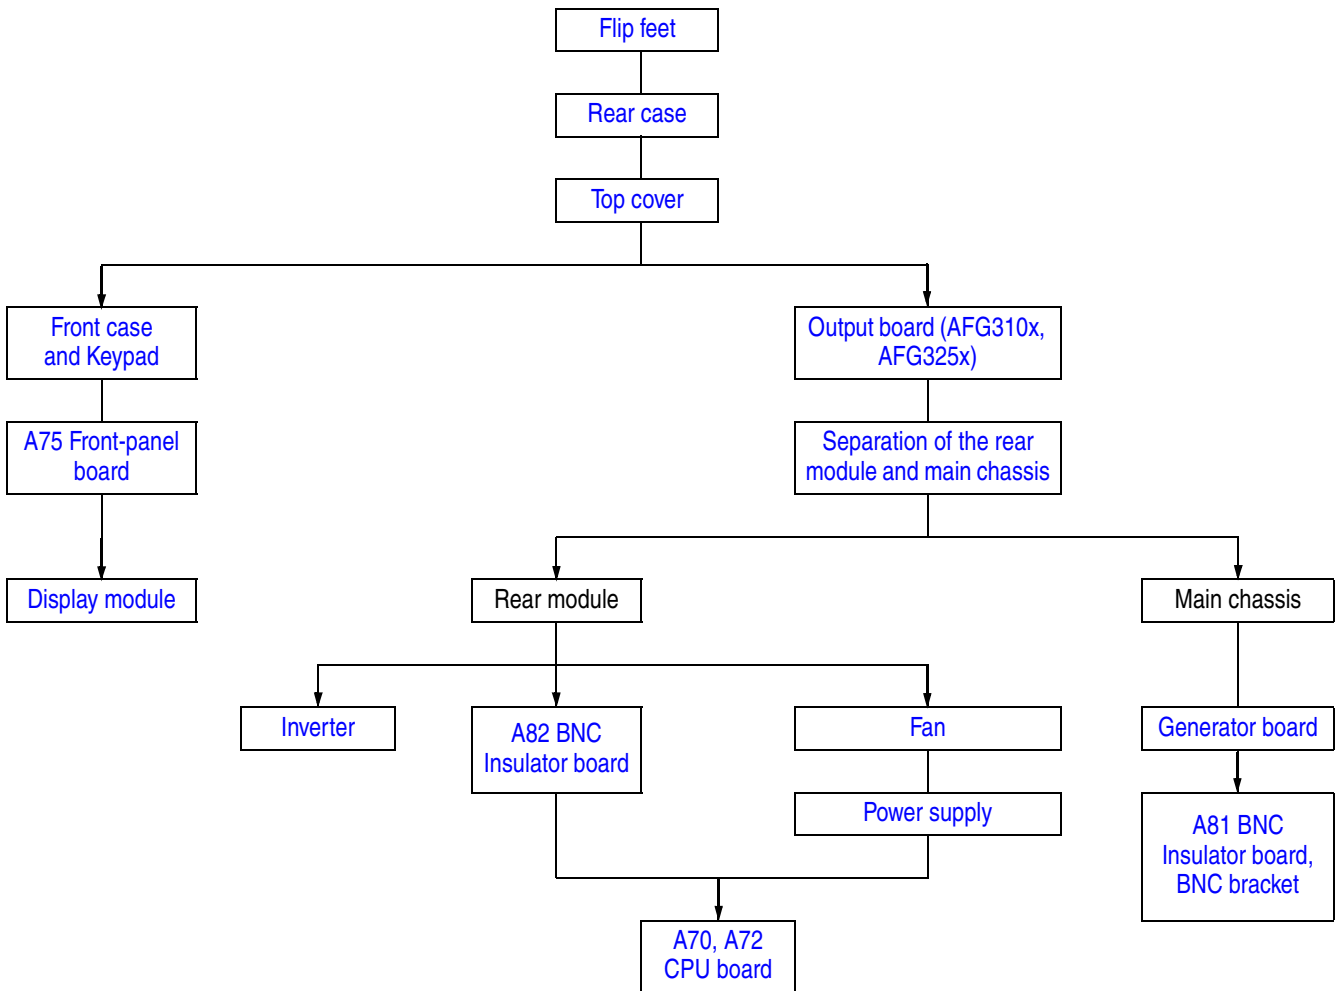 Flip feet
Rear case
Top cover
Front case
and Keypad
Output board (AFG310x,
AFG325x)
A75 Front-panel
board
Separation of the rear
module and main chassis
Display module
Rear module
Main chassis
Inverter
A82 BNC
Insulator board
Fan
Generator board
Power supply
A81 BNC
Insulator board,
BNC bracket
A70, A72
CPU board